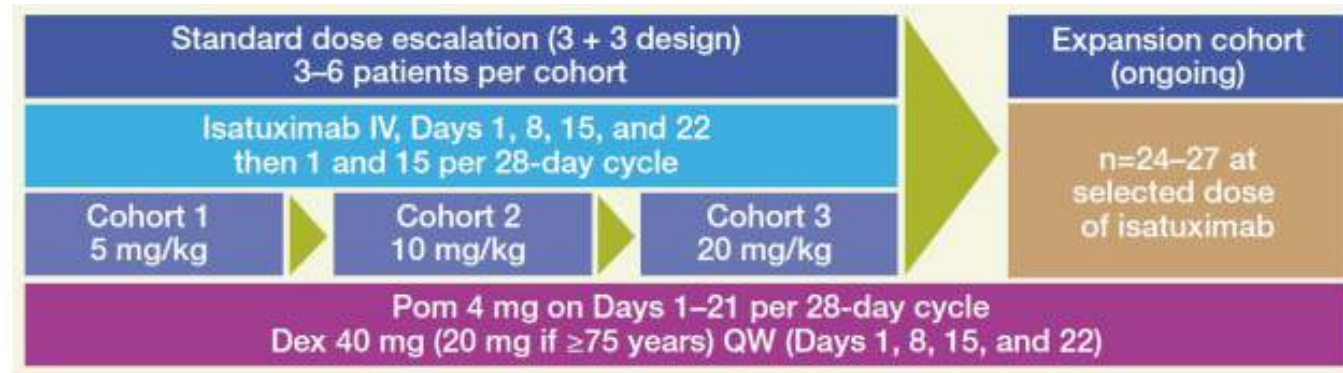 Standard dose escalation (3 + 3 design)
3–6 patients per cohort
Isatuximab IV, Days 1, 8, 15, and 22
then 1 and 15 per 28-day cycle
Cohort 1
5 mg/kg
Cohort 2
10 mg/kg
Cohort 3
20 mg/kg
Expansion cohort
(ongoing)
n=24–27 at
selected dose
of isatuximab
Pom 4 mg on Days 1–21 per 28-day cycle
Dex 40 mg (20 mg if ≥75 years) QW (Days 1, 8, 15, and 22)